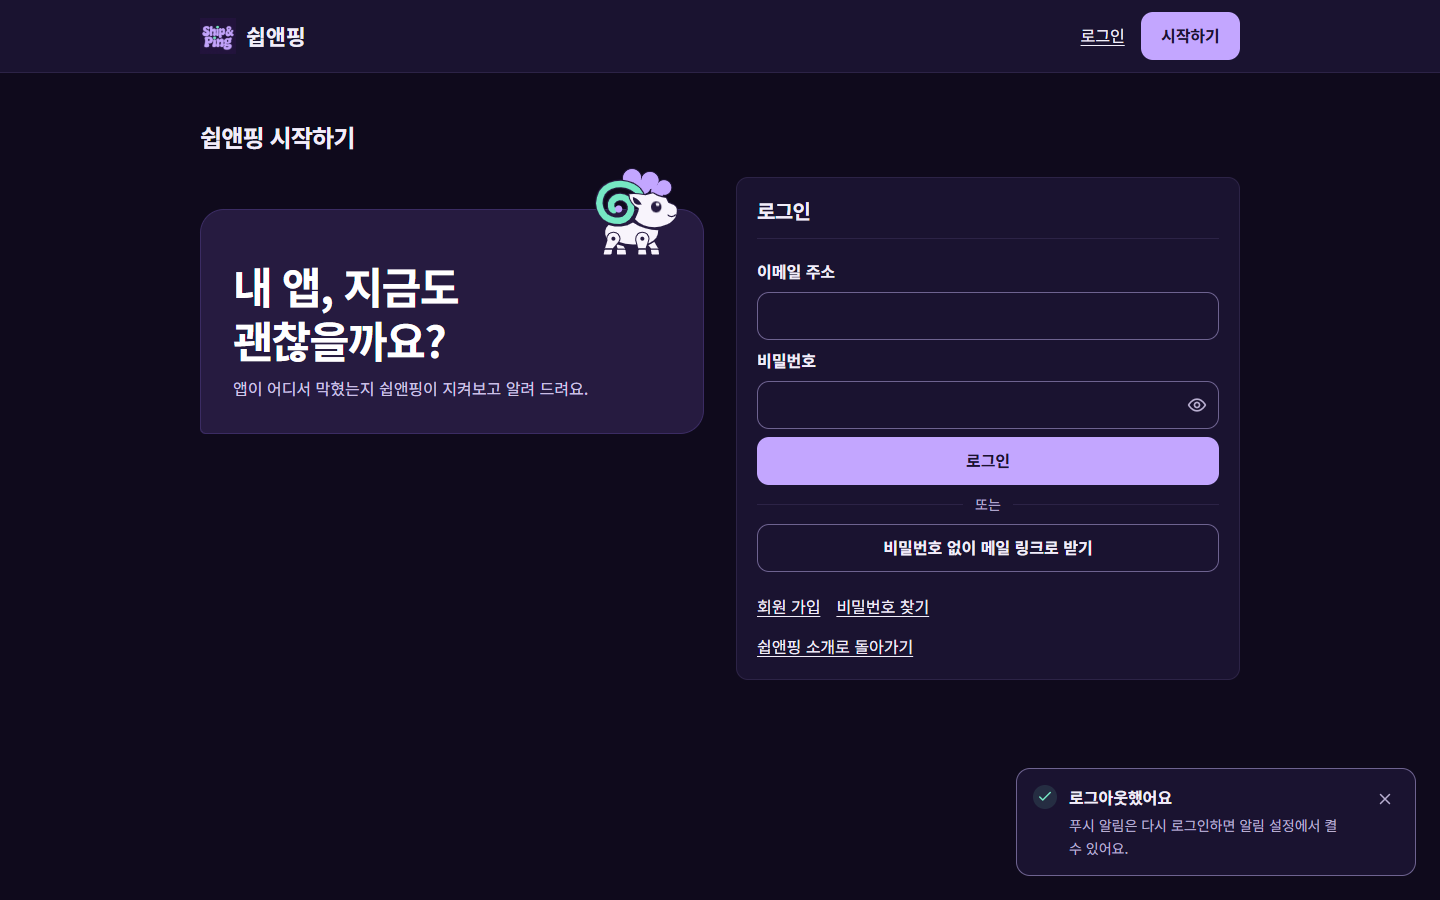 Ship&
Ping
쉽앤핑
로그인
시작하기
쉽앤핑 시작하기
내 앱, 지금도
괜찮을까요?
앱이 어디서 막혔는지 쉽앤핑이 지켜보고 알려 드려요.
로그인
이메일 주소
비밀번호
로그인
또는
비밀번호 없이 메일 링크로 받기
회원 가입
비밀번호 찾기
쉽앤핑 소개로 돌아가기
로그아웃했어요
푸시 알림은 다시 로그인하면 알림 설정에서 켤
수 있어요.